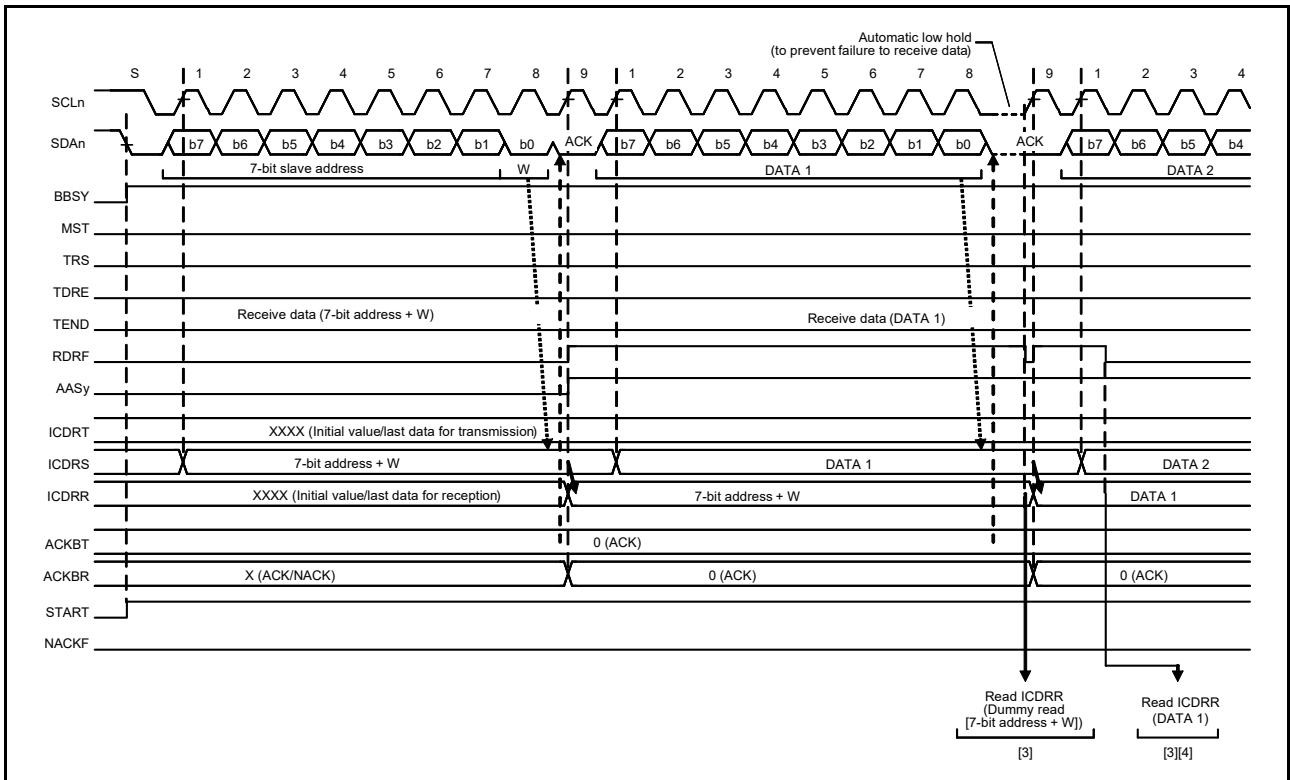 Automatic low hold
(to prevent failure to receive data)
S 1 2 3 4 5 6 7 8 9 1 2 3 4 5 6 7 8 9 1 2 3 4
SCLn
SDAn b7 b6 b5 b4 b3 b2 b1 b0 ACK b7 b6 b5 b4 b3 b2 b1 b0 ACK b7 b6 b5 b4
7-bit slave address W DATA 1 DATA 2
BBSY
MST
TRS
TDRE
Receive data (7-bit address + W) Receive data (DATA 1)
TEND
RDRF
AASy
ICDRT XXXX (Initial value/last data for transmission)
ICDRS 7-bit address + W DATA 1 DATA 2
ICDRR XXXX (Initial value/last data for reception) 7-bit address + W DATA 1
ACKBT 0 (ACK)
ACKBR X (ACK/NACK) 0 (ACK) 0 (ACK)
START
NACKF
Read ICDRR
(Dummy read
[7-bit address + W])
[3]
Read ICDRR
(DATA 1)
[3][4]